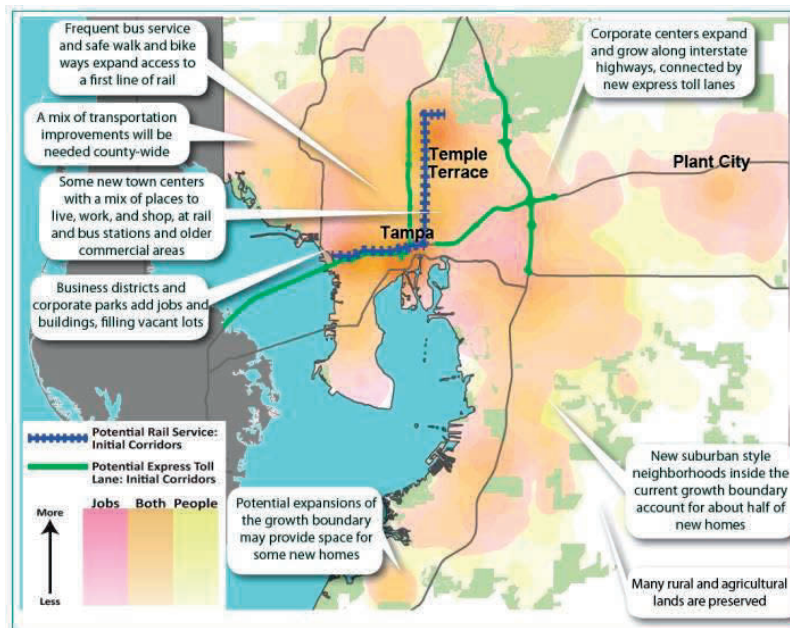 Frequent bus service
and safe walk and bike
ways expand access to
a first line of rail
Corporate centers expand
and grow along interstate
highways, connected by
new express toll lanes
A mix of transportation
improvements will be
needed county-wide
Temple
Terrace
Plant City
Some new town centers
with a mix of places to
live, work, and shop, at rail
and bus stations and older
commercial areas
Tampa
Business districts and
corporate parks add jobs and
buildings, filling vacant lots
Potential Rail Service:
Initial Corridors
Potential Express Toll
Lane: Initial Corridors
Jobs Both People
More
Less
Potential expansions of
the growth boundary
may provide space for
some new homes
New suburban style
neighborhoods inside the
current growth boundary
account for about half of
new homes
Many rural and agricultural
lands are preserved